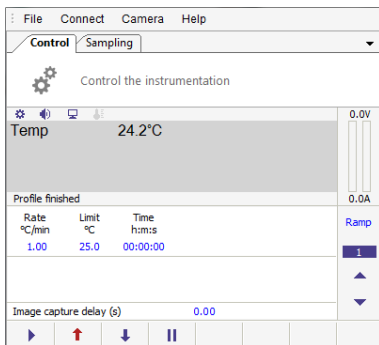 File Connect Camera Help
Control Sampling
Control the instrumentation
0.0V
Temp 24.2°C
Profile finished 0.0A
Rate Limit Time Ramp
°C/min °C h:m:s
1.00 25.0 00:00:00
1
Image capture delay (s) 0.00